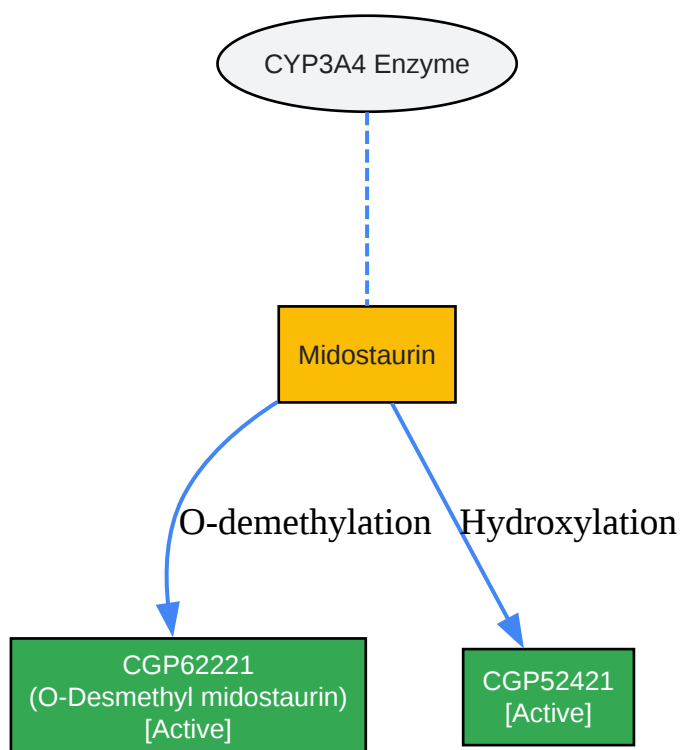 CYP3A4 Enzyme
Midostaurin
O-demethylation
Hydroxylation
CGP62221
(O-Desmethyl midostaurin)
[Active]
CGP52421
[Active]